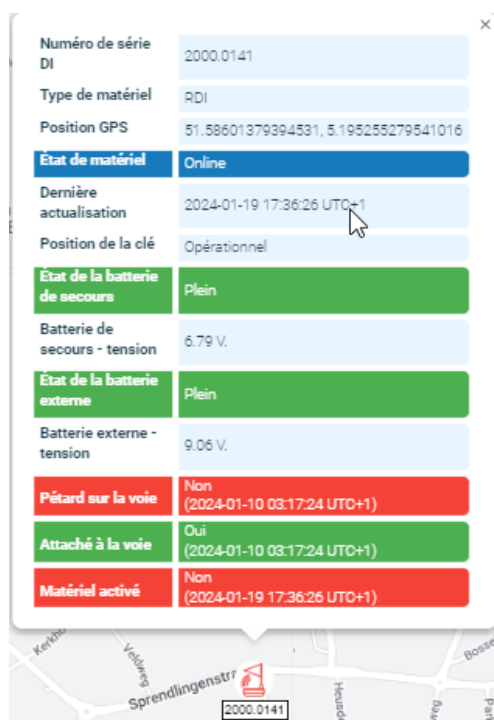 ×
Numéro de série
DI
2000.0141
Type de matériel
RDI
Position GPS
51.58601379394531, 5.195255279541016
État de matériel
Online
Dernière
actualisation
2024-01-19 17:36:26 UTC+1
Position de la clé
Opérationnel
État de la batterie
de secours
Plein
Batterie de
secours - tension
6.79 V.
État de la batterie
externe
Plein
Batterie externe -
tension
9.06 V.
Pétard sur la voie
Non
(2024-01-10 03:17:24 UTC+1)
Attaché à la voie
Oui
(2024-01-10 03:17:24 UTC+1)
Matériel activé
Non
(2024-01-19 17:36:26 UTC+1)
Veldweg
Sprendlingenstr
2000.0141